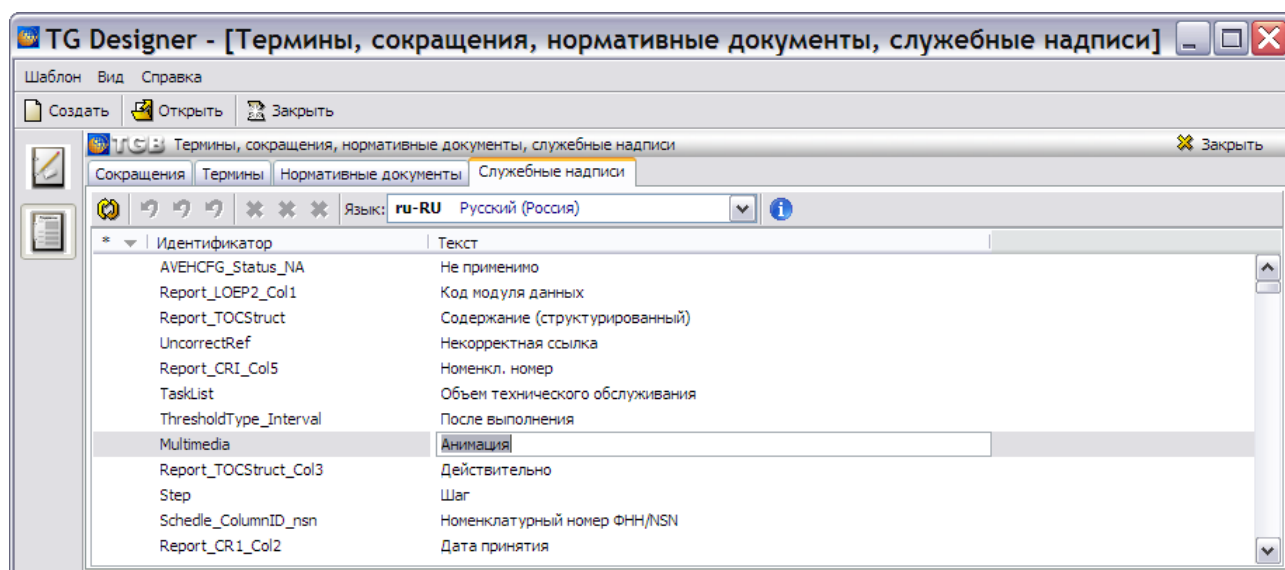 TG Designer - [Термины, сокращения, нормативные документы, служебные надписи]
Шаблон Вид Справка
Создать Открыть Закрыть
TGB Термины, сокращения, нормативные документы, служебные надписи Закрыть
Сокращения Термины Нормативные документы Служебные надписи
Язык: ru-RU Русский (Россия)
* Идентификатор Текст
AVEHCFG_Status_NA Не применимо
Report_LOEP2_Col1 Код модуля данных
Report_TOCStruct Содержание (структурированный)
UncorrectRef Некорректная ссылка
Report_CRI_Col5 Номенкл. номер
TaskList Объем технического обслуживания
ThresholdType_Interval После выполнения
Multimedia Анимация
Report_TOCStruct_Col3 Действительно
Step Шаг
Schedle_ColumnID_nsn Номенклатурный номер ФНН/NSN
Report_CR1_Col2 Дата принятия